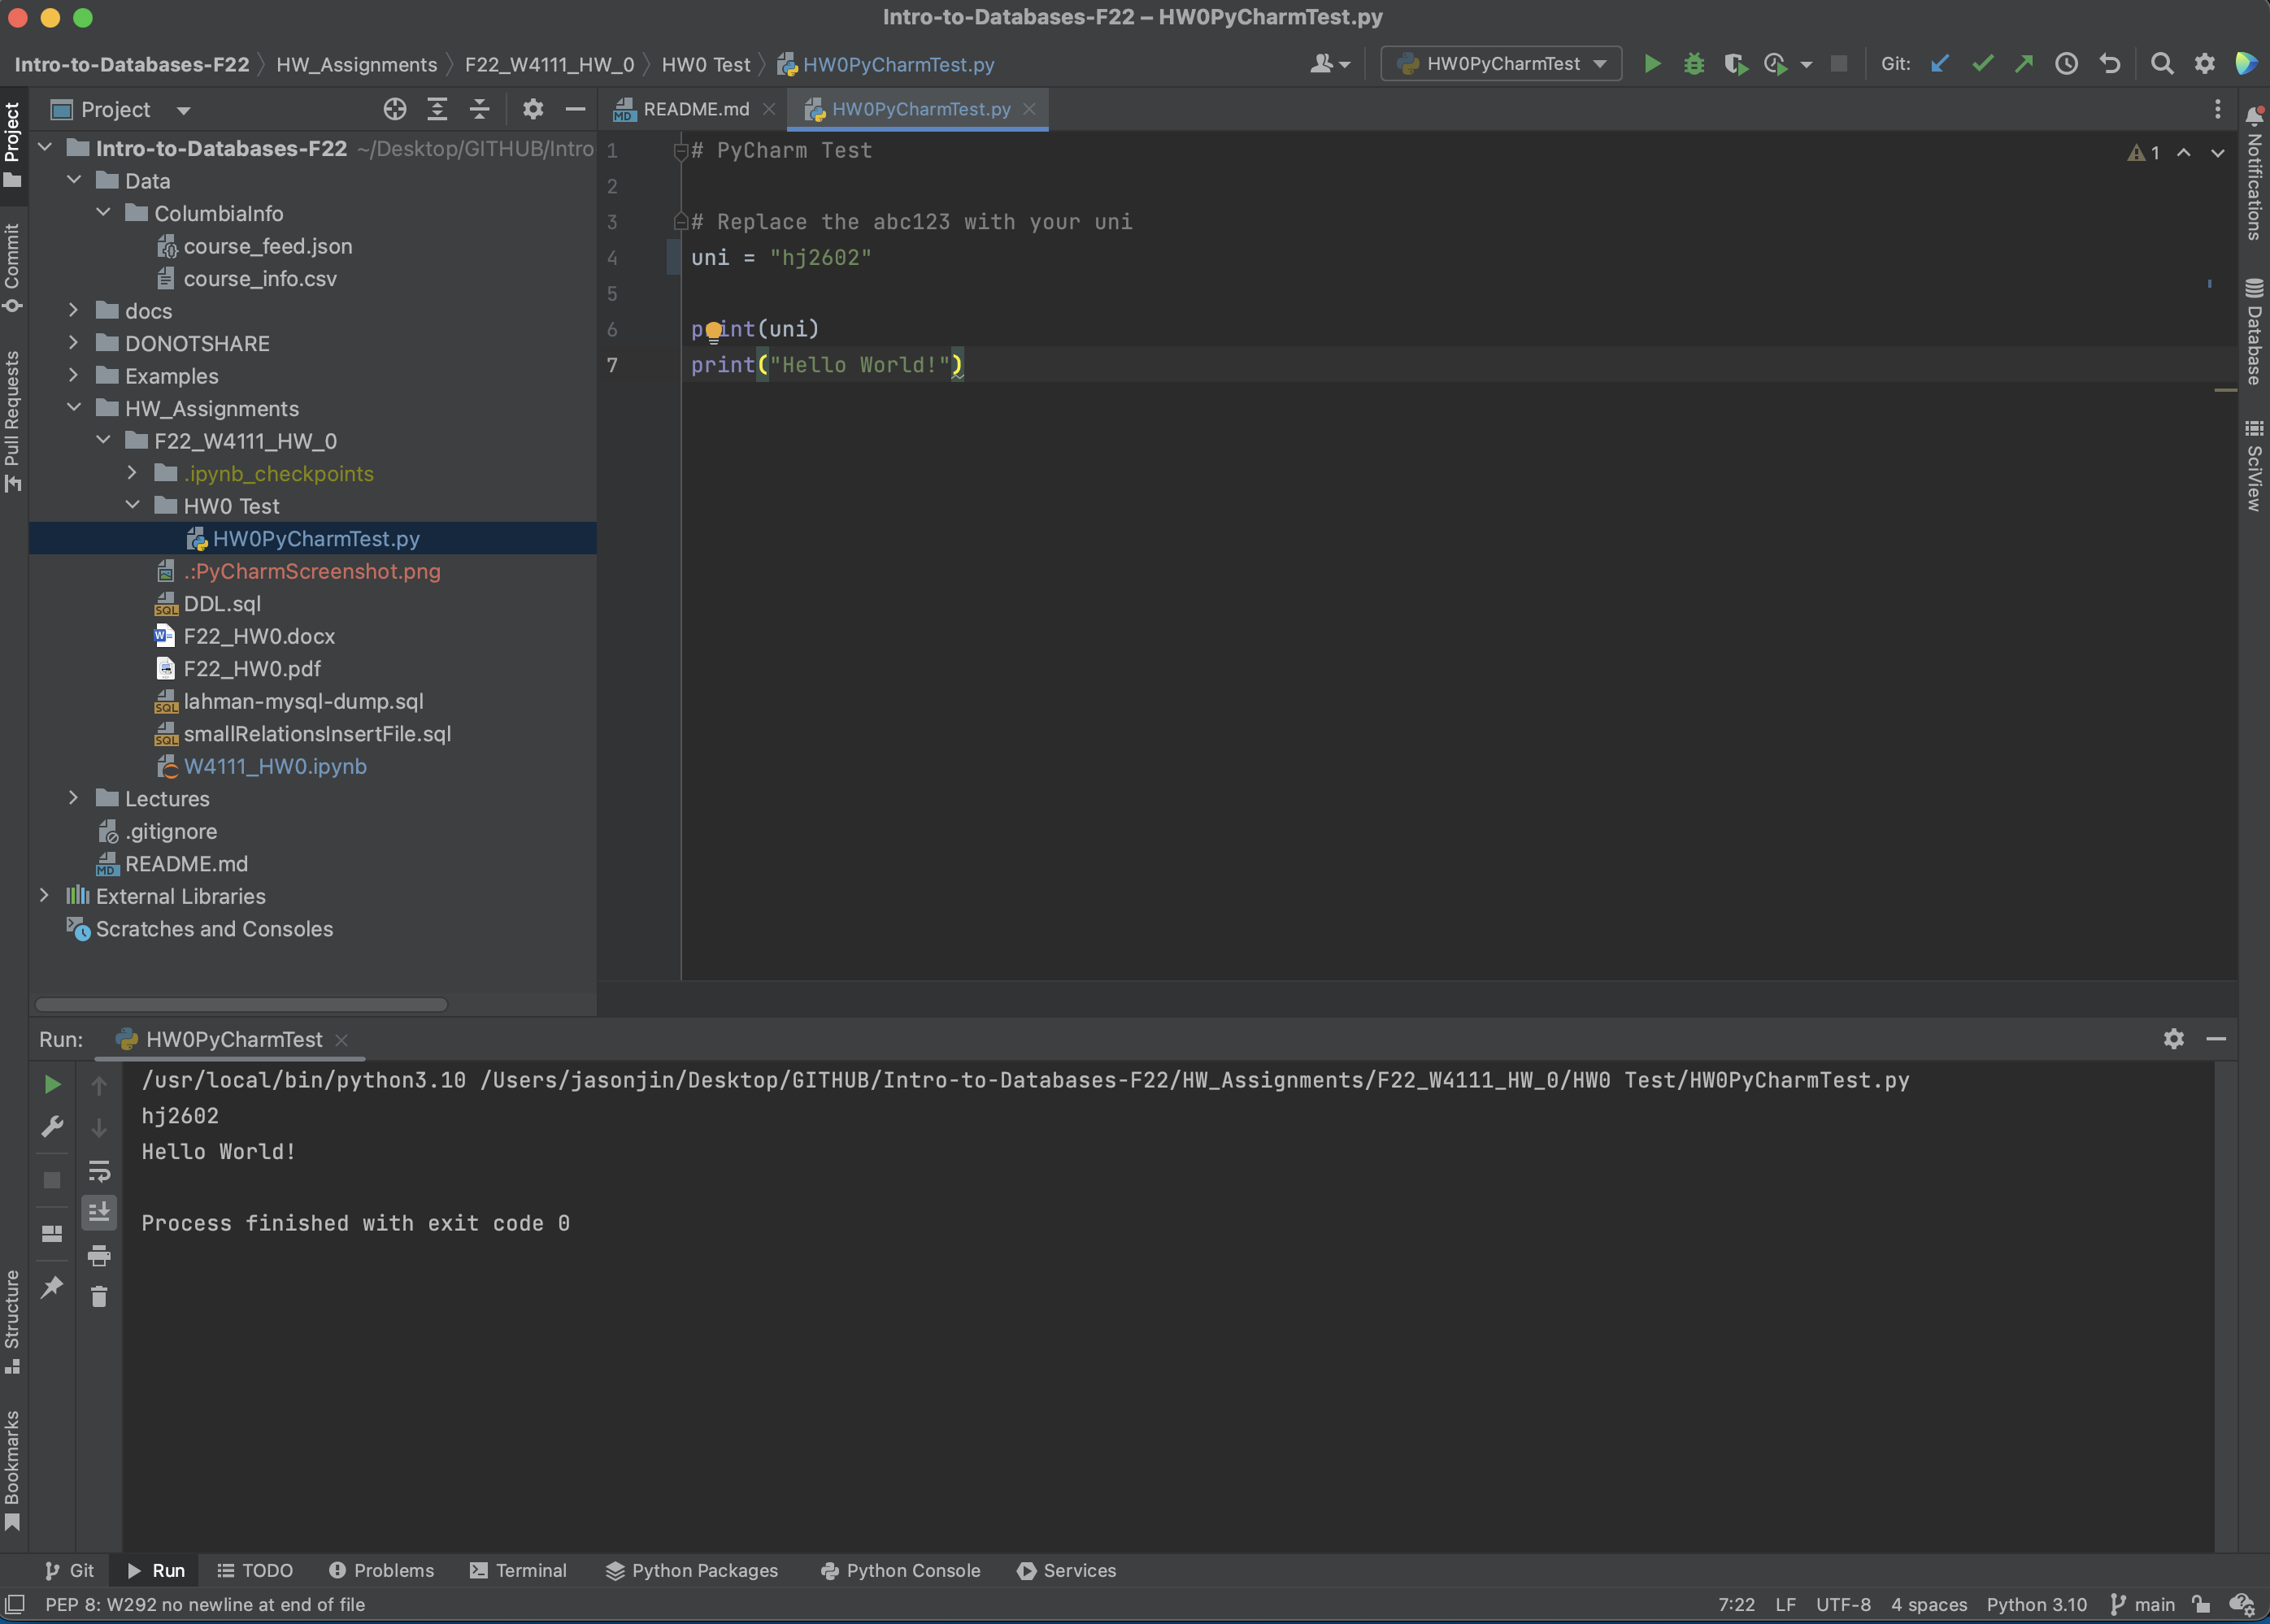 Intro-to-Databases-F22 – HW0PyCharmTest.py
Intro-to-Databases-F22 HW_Assignments F22_W4111_HW_0 HW0 Test HW0PyCharmTest.py
HW0PyCharmTest
Git:
Project
README.md
HW0PyCharmTest.py
Project
Commit
Pull Requests
Structure
Bookmarks
Intro-to-Databases-F22 ~/Desktop/GITHUB/Intro
Data
ColumbiaInfo
course_feed.json
course_info.csv
docs
DONOTSHARE
Examples
HW_Assignments
F22_W4111_HW_0
.ipynb_checkpoints
HW0 Test
HW0PyCharmTest.py
.:PyCharmScreenshot.png
DDL.sql
F22_HW0.docx
F22_HW0.pdf
lahman-mysql-dump.sql
smallRelationsInsertFile.sql
W4111_HW0.ipynb
Lectures
.gitignore
README.md
External Libraries
Scratches and Consoles
1 # PyCharm Test
2
3 # Replace the abc123 with your uni
4 uni = "hj2602"
5
6 print(uni)
7 print("Hello World!")
1
Notifications
Database
SciView
Run: HW0PyCharmTest
/usr/local/bin/python3.10 /Users/jasonjin/Desktop/GITHUB/Intro-to-Databases-F22/HW_Assignments/F22_W4111_HW_0/HW0 Test/HW0PyCharmTest.py
hj2602
Hello World!
Process finished with exit code 0
Git Run TODO Problems Terminal Python Packages Python Console Services
PEP 8: W292 no newline at end of file
7:22 LF UTF-8 4 spaces Python 3.10 main